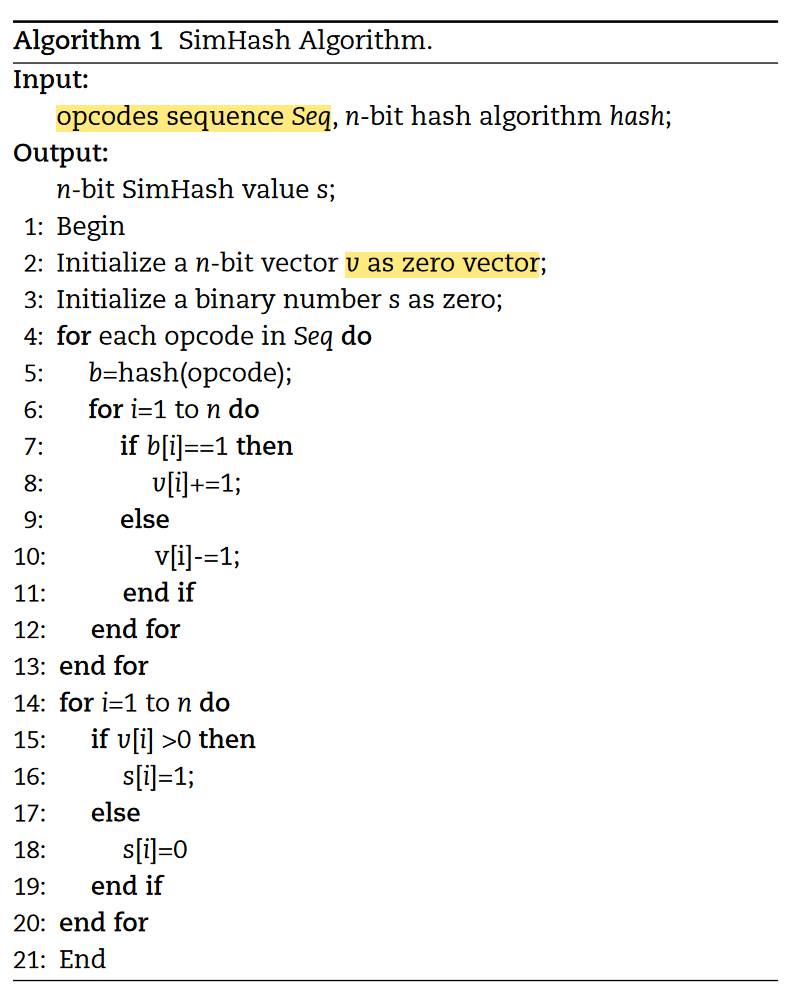 Algorithm 1 SimHash Algorithm.
Input:
opcodes sequence Seq, n-bit hash algorithm hash;
Output:
n-bit SimHash value s;
1: Begin
2: Initialize a n-bit vector v as zero vector;
3: Initialize a binary number s as zero;
4: for each opcode in Seq do
5: b=hash(opcode);
6: for i=1 to n do
7: if b[i]==1 then
8: v[i]+=1;
9: else
10: v[i]-=1;
11: end if
12: end for
13: end for
14: for i=1 to n do
15: if v[i] >0 then
16: s[i]=1;
17: else
18: s[i]=0
19: end if
20: end for
21: End